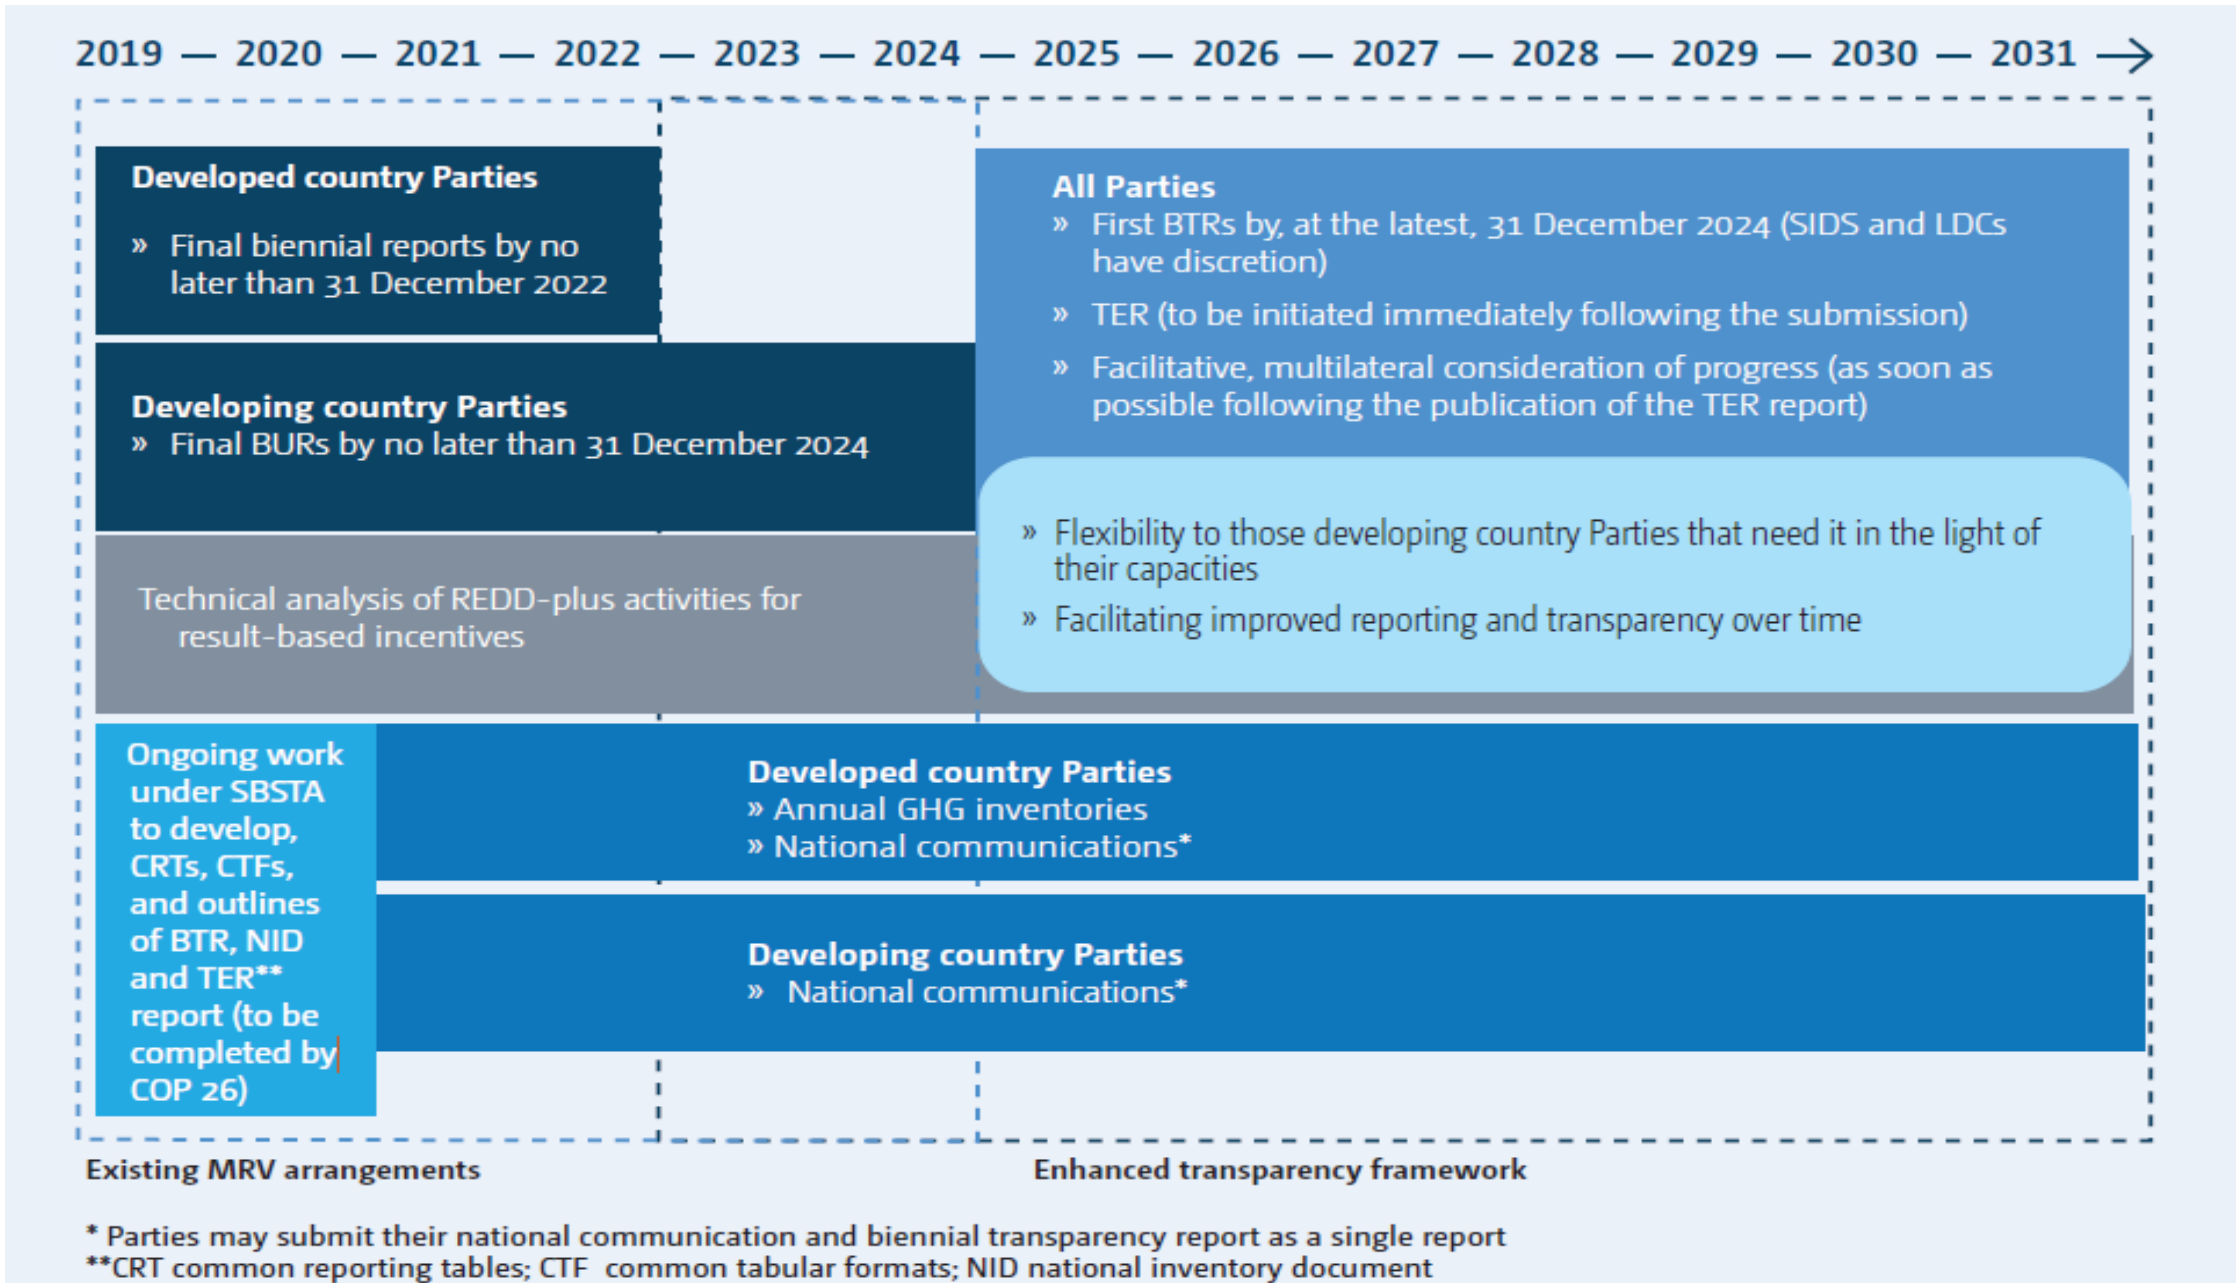 2019 — 2020 — 2021 — 2022 — 2023 — 2024 — 2025 — 2026 — 2027 — 2028 — 2029 — 2030 — 2031
Developed country Parties
» Final biennial reports by no
later than 31 December 2022
Developing country Parties
» Final BURs by no later than 31 December 2024
Technical analysis of REDD-plus activities for
result-based incentives
All Parties
» First BTRs by, at the latest, 31 December 2024 (SIDS and LDCs
have discretion)
» TER (to be initiated immediately following the submission)
» Facilitative, multilateral consideration of progress (as soon as
possible following the publication of the TER report)
» Flexibility to those developing country Parties that need it in the light of
their capacities
» Facilitating improved reporting and transparency over time
Ongoing work
under SBSTA
to develop,
CRTs, CTFs,
and outlines
of BTR, NID
and TER**
report (to be
completed by
COP 26)
Developed country Parties
» Annual GHG inventories
» National communications*
Developing country Parties
» National communications*
Existing MRV arrangements
Enhanced transparency framework
* Parties may submit their national communication and biennial transparency report as a single report
**CRT common reporting tables; CTF common tabular formats; NID national inventory document